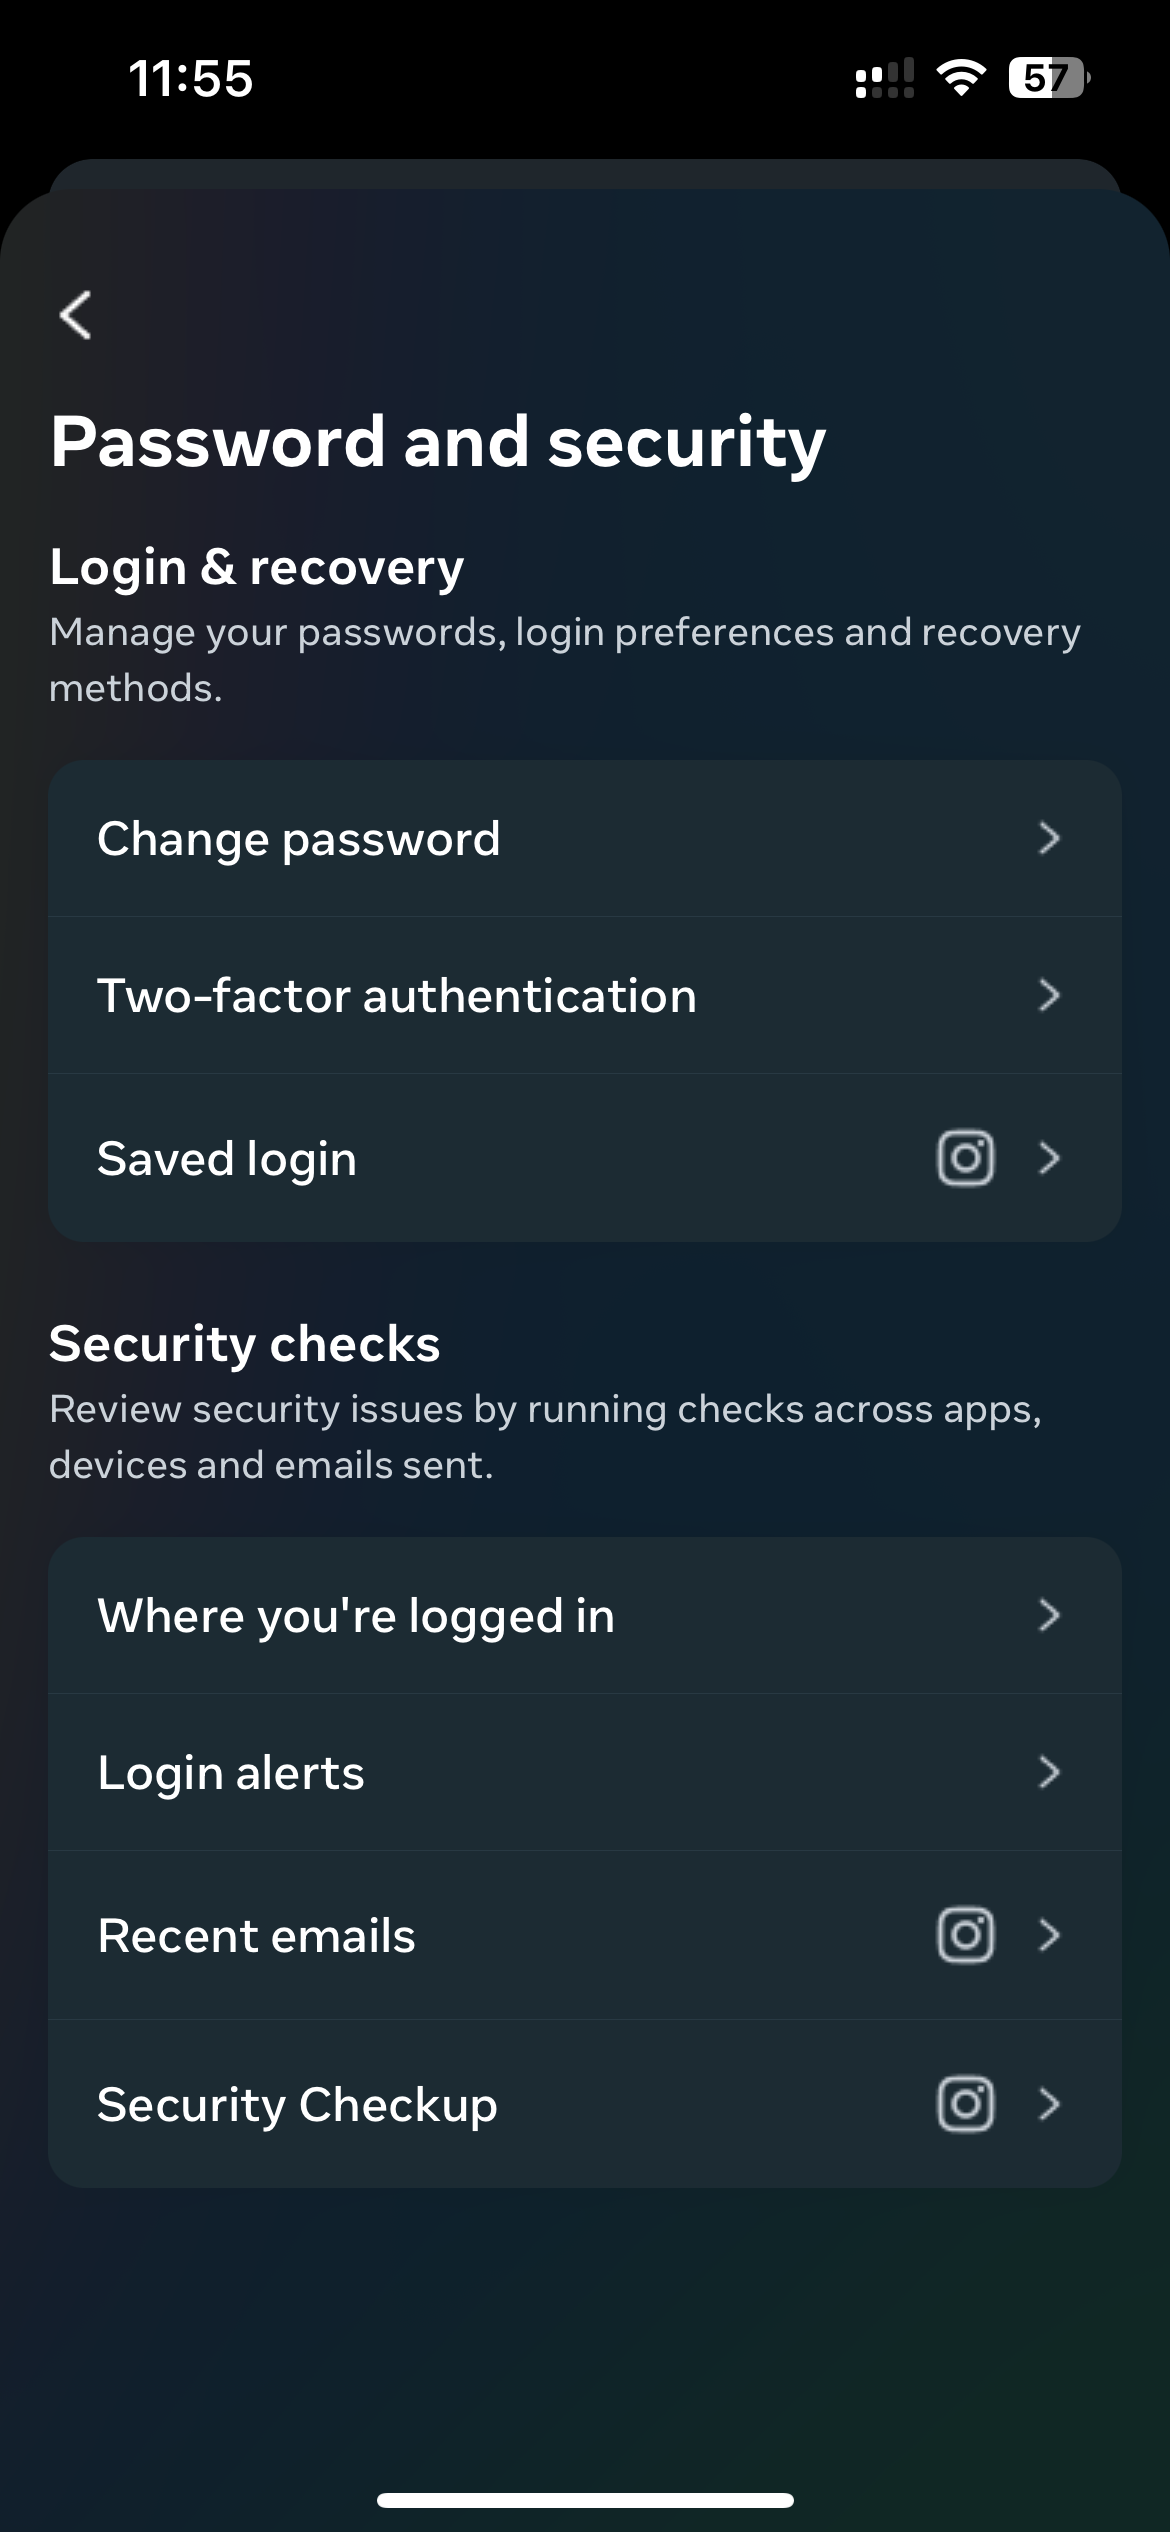 11:55
57
Password and security
Login & recovery
Manage your passwords, login preferences and recovery
methods.
Change password
Two-factor authentication
Saved login
Security checks
Review security issues by running checks across apps,
devices and emails sent.
Where you're logged in
Login alerts
Recent emails
Security Checkup